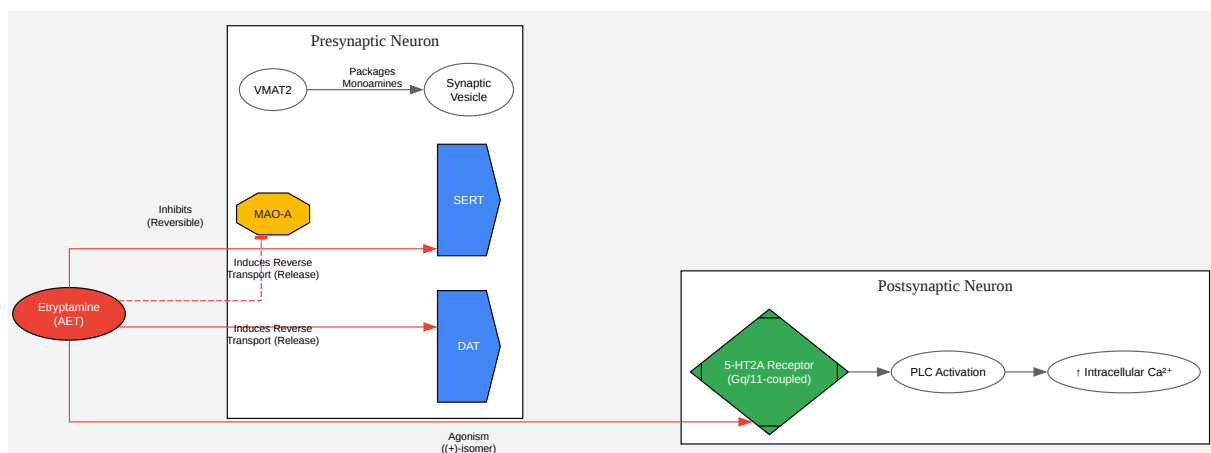 Presynaptic Neuron
VMAT2
Packages
Monoamines
Synaptic
Vesicle
SERT
MAO-A
Inhibits
(Reversible)
Induces Reverse
Transport (Release)
Etryptamine
(AET)
Induces Reverse
Transport (Release)
DAT
Postsynaptic Neuron
5-HT2A Receptor
(Gq/11-coupled)
PLC Activation
↑ Intracellular Ca²⁺
Agonism
((+)-isomer)